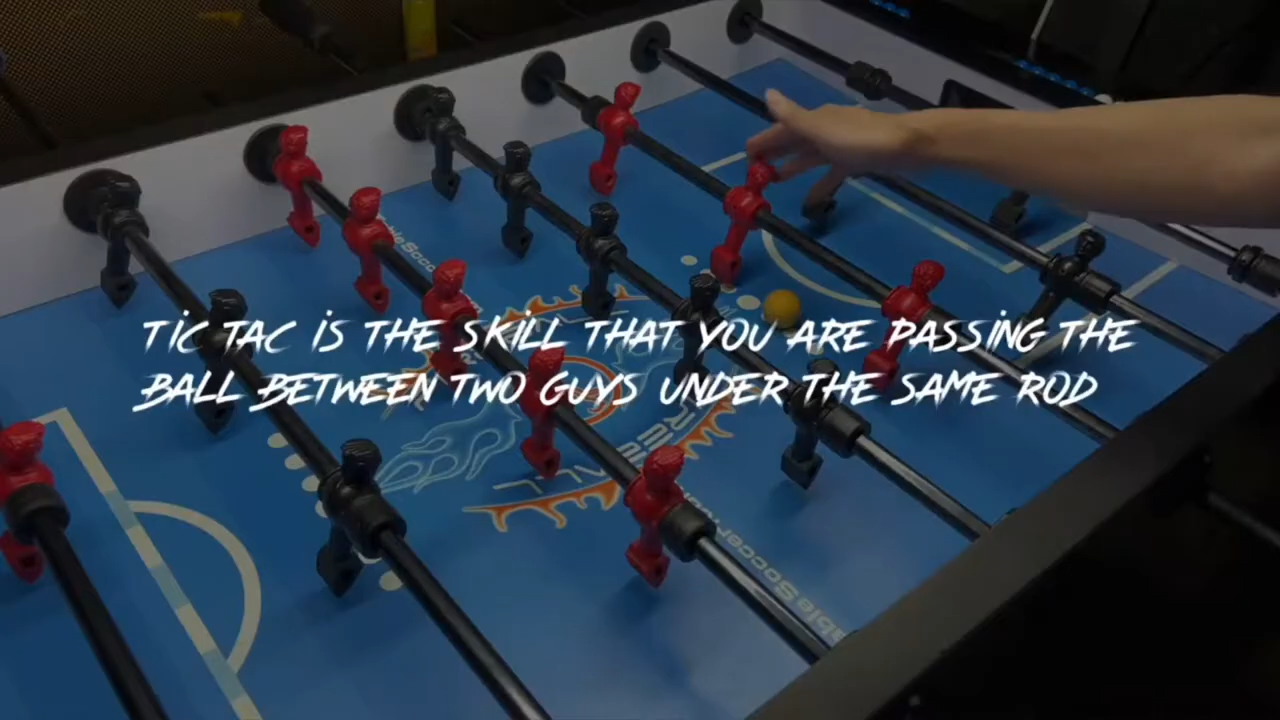 TIC TAC IS THE SKILL THAT YOU ARE PASSING THE
BALL BETWEEN TWO GUYS UNDER THE SAME ROD